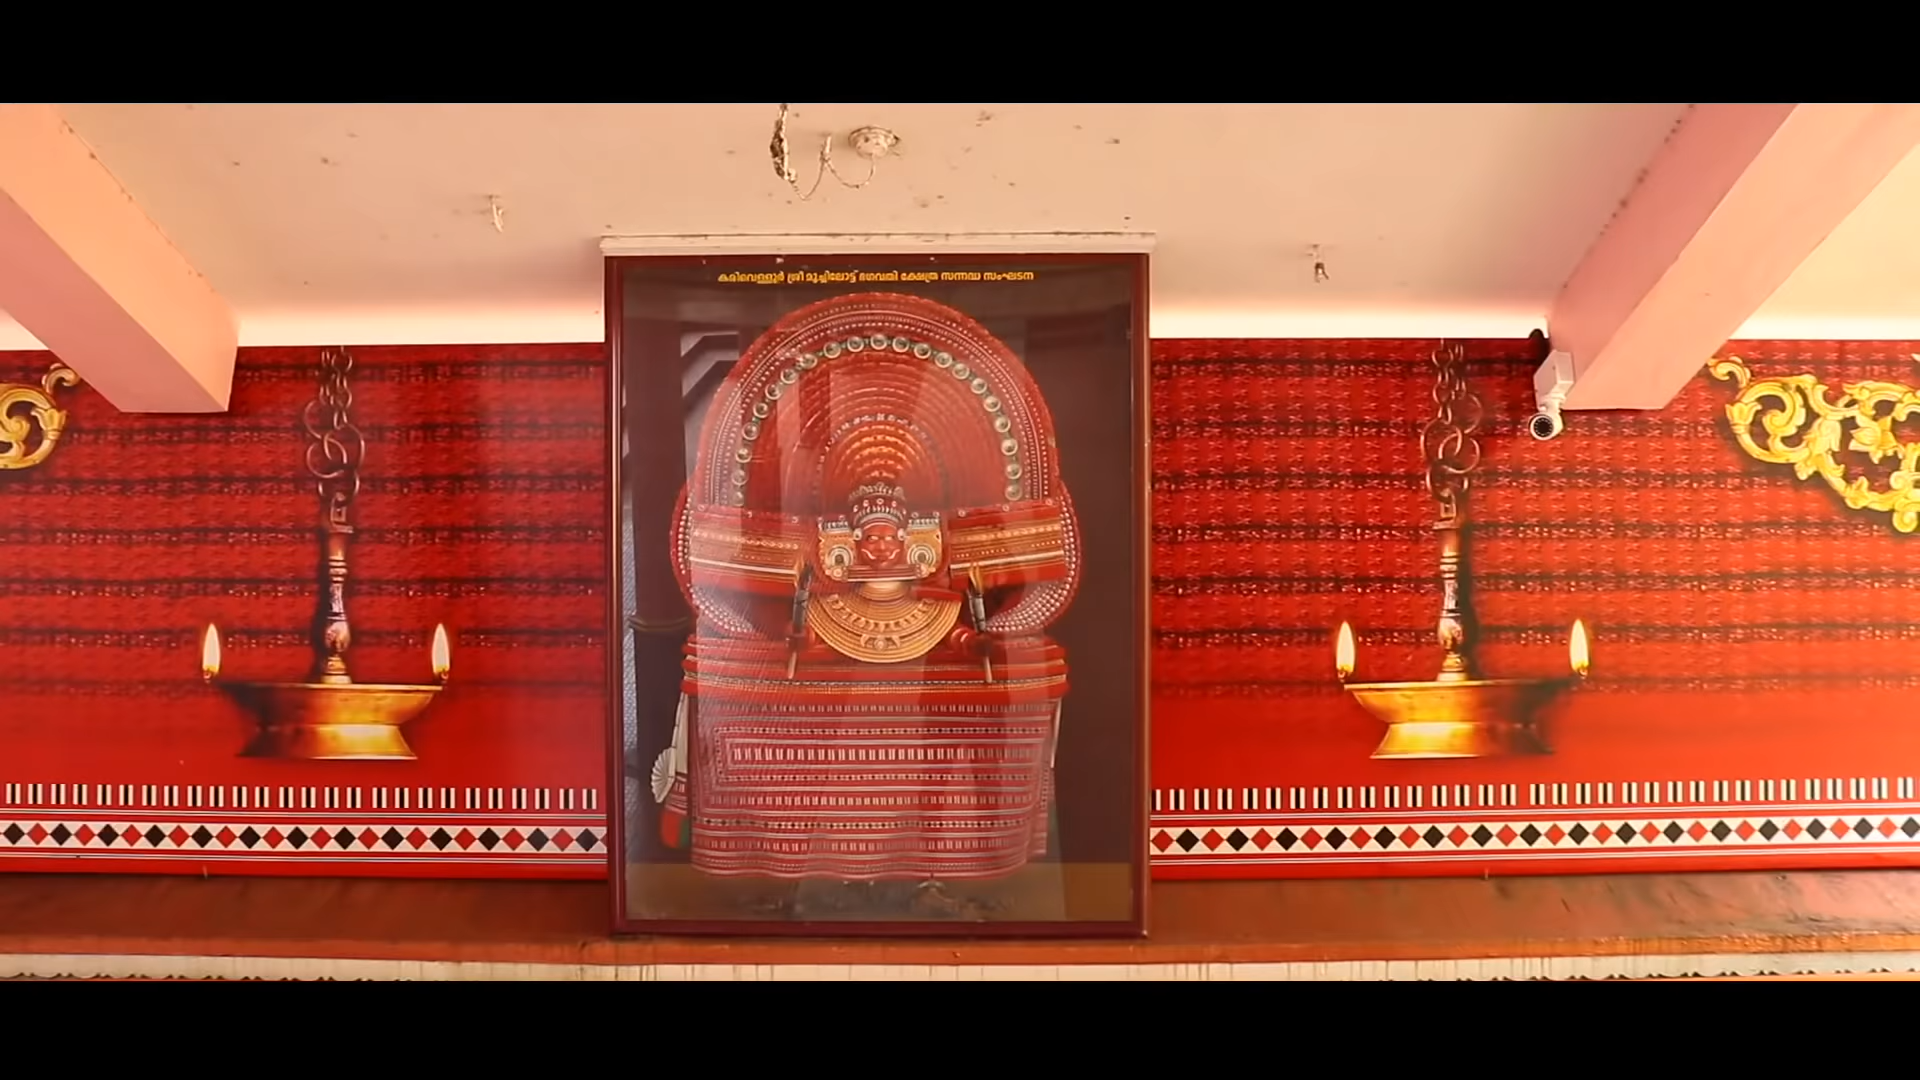 കരിവെള്ളൂർ ശ്രീ മുച്ചിലോട്ട് ഭഗവതി ക്ഷേത്ര സന്നദ്ധ സംഘടന